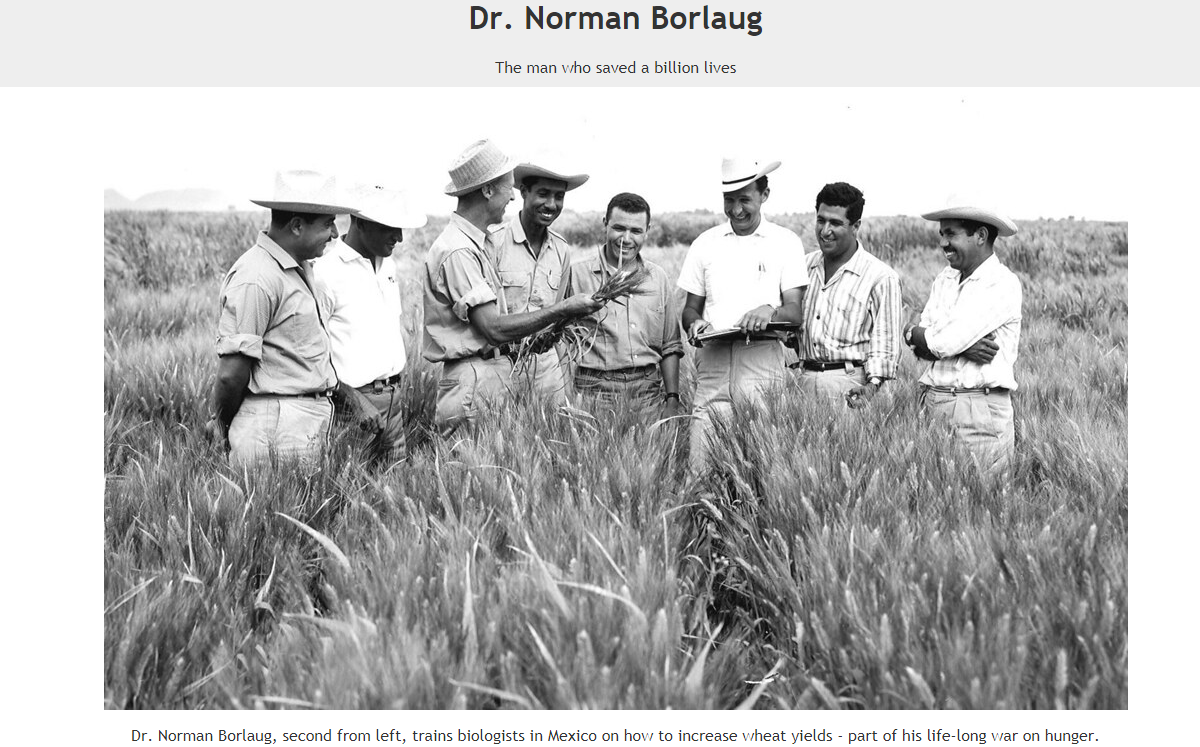 Dr. Norman Borlaug
The man who saved a billion lives
Dr. Norman Borlaug, second from left, trains biologists in Mexico on how to increase wheat yields - part of his life-long war on hunger.